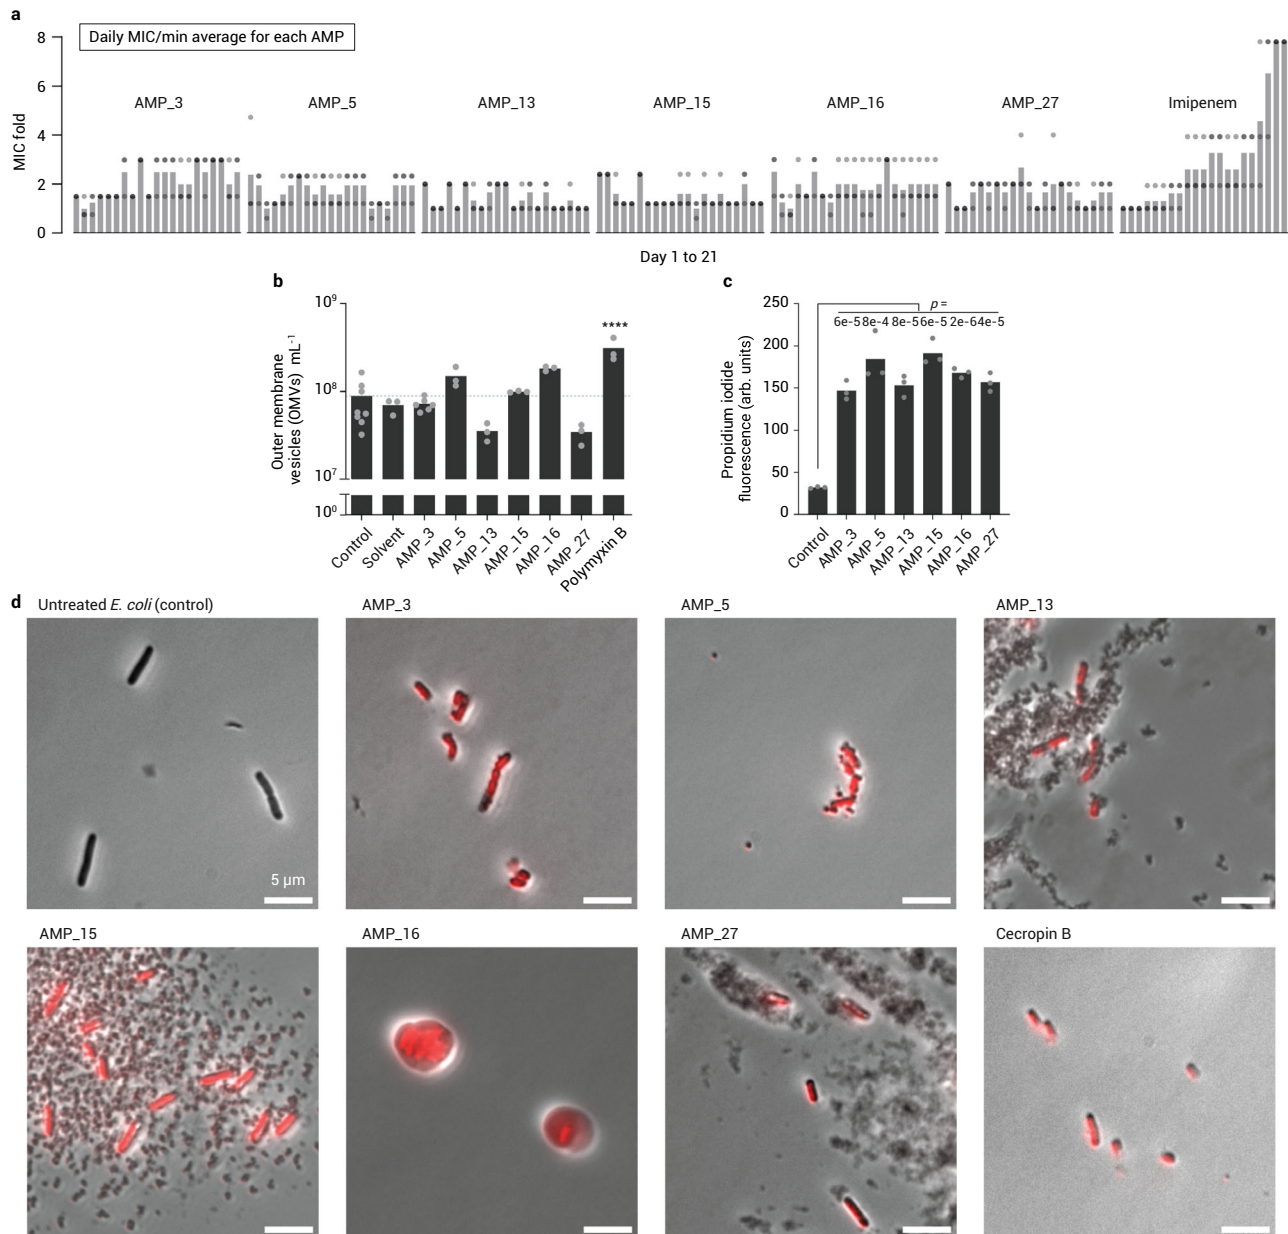 a
8
Daily MIC/min average for each AMP
6
AMP_3 AMP_5 AMP_13 AMP_15 AMP_16 AMP_27 Imipenem
4
2
0
MIC fold
Day 1 to 21
b
10⁹
****
10⁸
10⁷
10⁰
Outer membrane
vesicles (OMVs) mL⁻¹
Control Solvent AMP_3 AMP_5 AMP_13 AMP_15 AMP_16 AMP_27 Polymyxin B
c
250
p =
6e-5 8e-4 8e-5 6e-5 2e-6 4e-5
200
150
100
50
0
Propidium iodide
fluorescence (arb. units)
Control AMP_3 AMP_5 AMP_13 AMP_15 AMP_16 AMP_27
d
Untreated E. coli (control) AMP_3 AMP_5 AMP_13
5 µm
AMP_15 AMP_16 AMP_27 Cecropin B